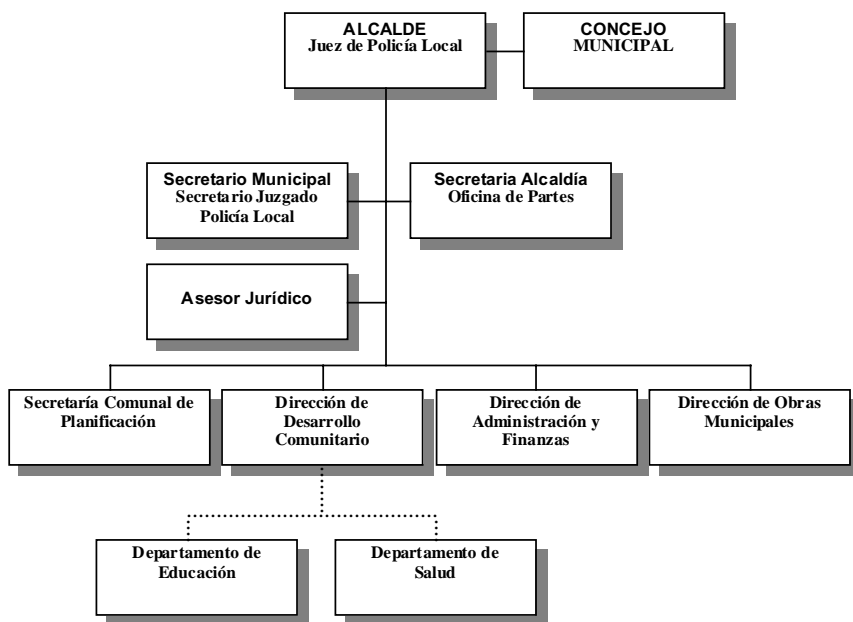 ALCALDE
Juez de Policía Local
CONCEJO
MUNICIPAL
Secretario Municipal
Secretario Juzgado
Policía Local
Secretaria Alcaldía
Oficina de Partes
Asesor Jurídico
Secretaría Comunal de
Planificación
Dirección de
Desarrollo
Comunitario
Dirección de
Administración y
Finanzas
Dirección de Obras
Municipales
Departamento de
Educación
Departamento de
Salud